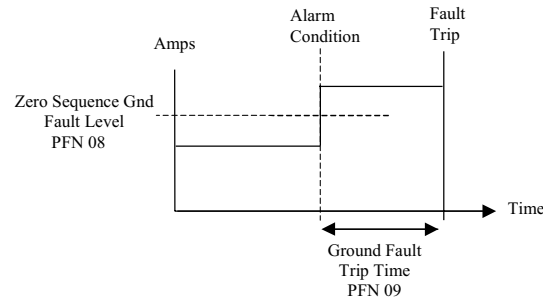 Amps
Alarm
Condition
Fault
Trip
Zero Sequence Gnd
Fault Level
PFN 08
Time
Ground Fault
Trip Time
PFN 09